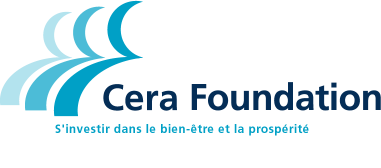 Cera Foundation
S'investir dans le bien-être et la prospérité